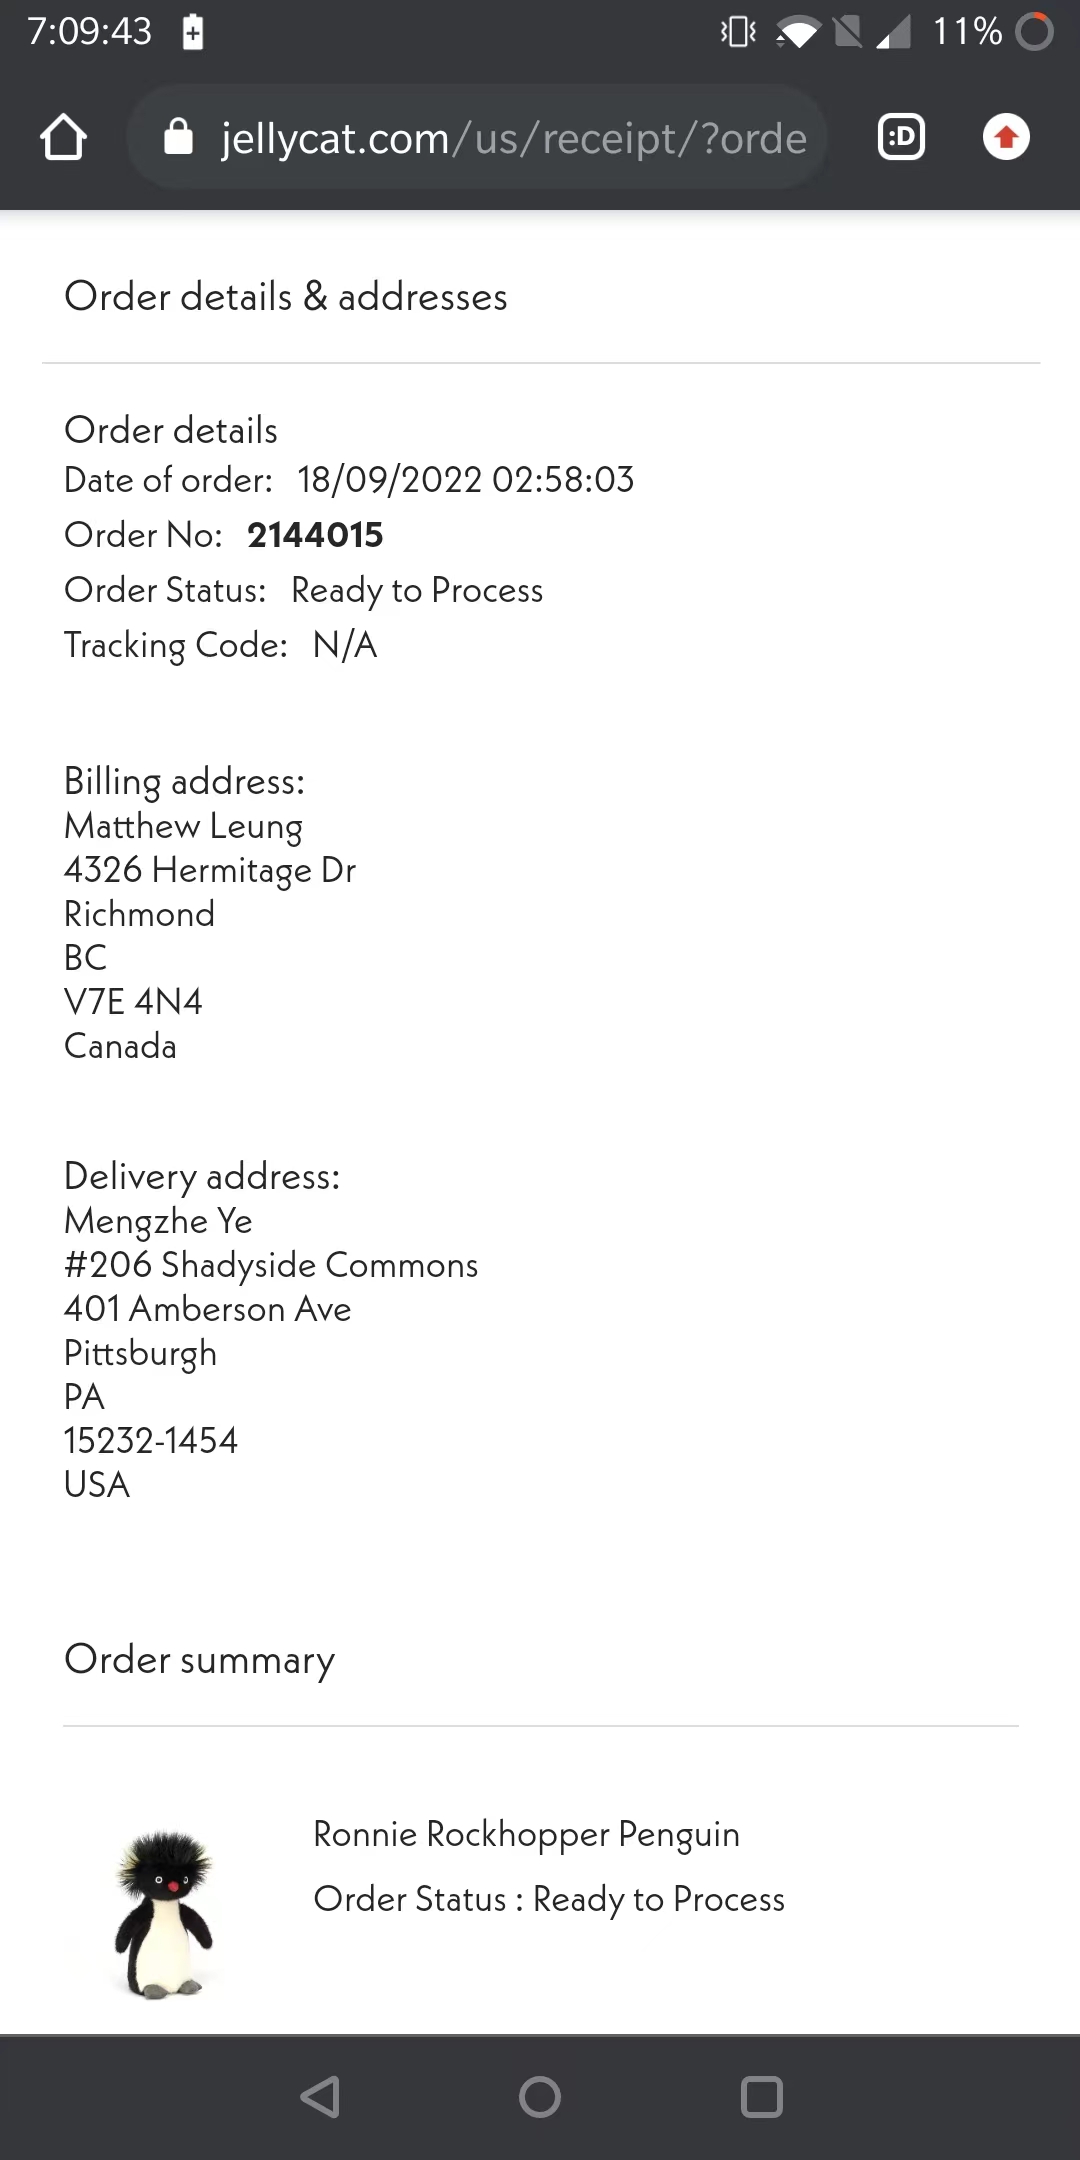 7:09:43
11%
jellycat.com/us/receipt/?orde
:D
Order details & addresses
Order details
Date of order: 18/09/2022 02:58:03
Order No: 2144015
Order Status: Ready to Process
Tracking Code: N/A
Billing address:
Matthew Leung
4326 Hermitage Dr
Richmond
BC
V7E 4N4
Canada
Delivery address:
Mengzhe Ye
#206 Shadyside Commons
401 Amberson Ave
Pittsburgh
PA
15232-1454
USA
Order summary
Ronnie Rockhopper Penguin
Order Status : Ready to Process